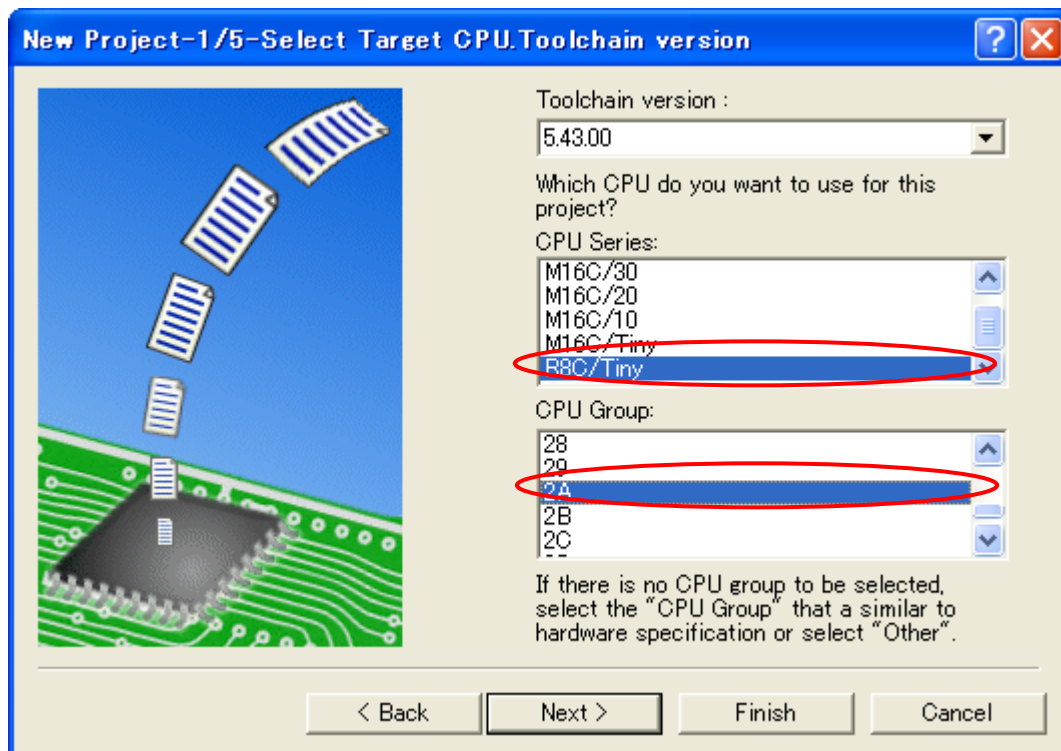 New Project-1/5-Select Target CPU.Toolchain version
Toolchain version :
5.43.00
Which CPU do you want to use for this
project?
CPU Series:
M16C/30
M16C/20
M16C/10
M16C/Tiny
R8C/Tiny
CPU Group:
28
29
2A
2B
2C
If there is no CPU group to be selected,
select the "CPU Group" that a similar to
hardware specification or select "Other".
< Back
Next >
Finish
Cancel